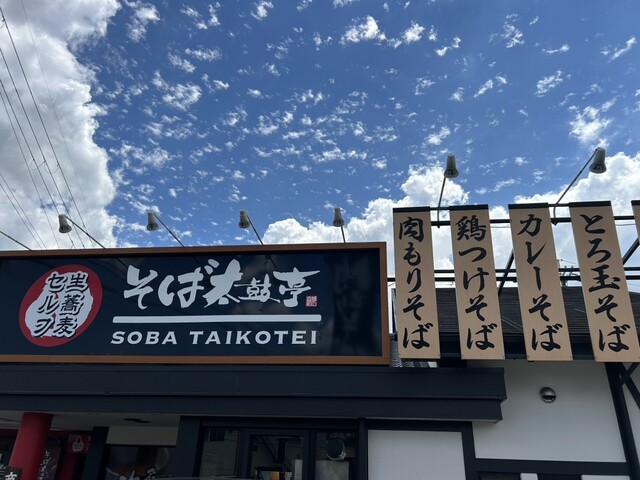 生蕎麦
セルヲ
そば太鼓亭
SOBA TAIKOTEI
肉もりそば
鶏つけそば
カレーそば
とろ玉そば